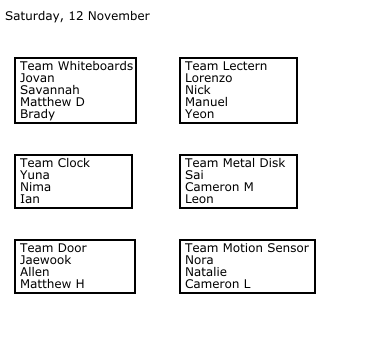 Saturday, 12 November
Team Whiteboards
Jovan
Savannah
Matthew D
Brady
Team Lectern
Lorenzo
Nick
Manuel
Yeon
Team Clock
Yuna
Nima
Ian
Team Metal Disk
Sai
Cameron M
Leon
Team Door
Jaewook
Allen
Matthew H
Team Motion Sensor
Nora
Natalie
Cameron L